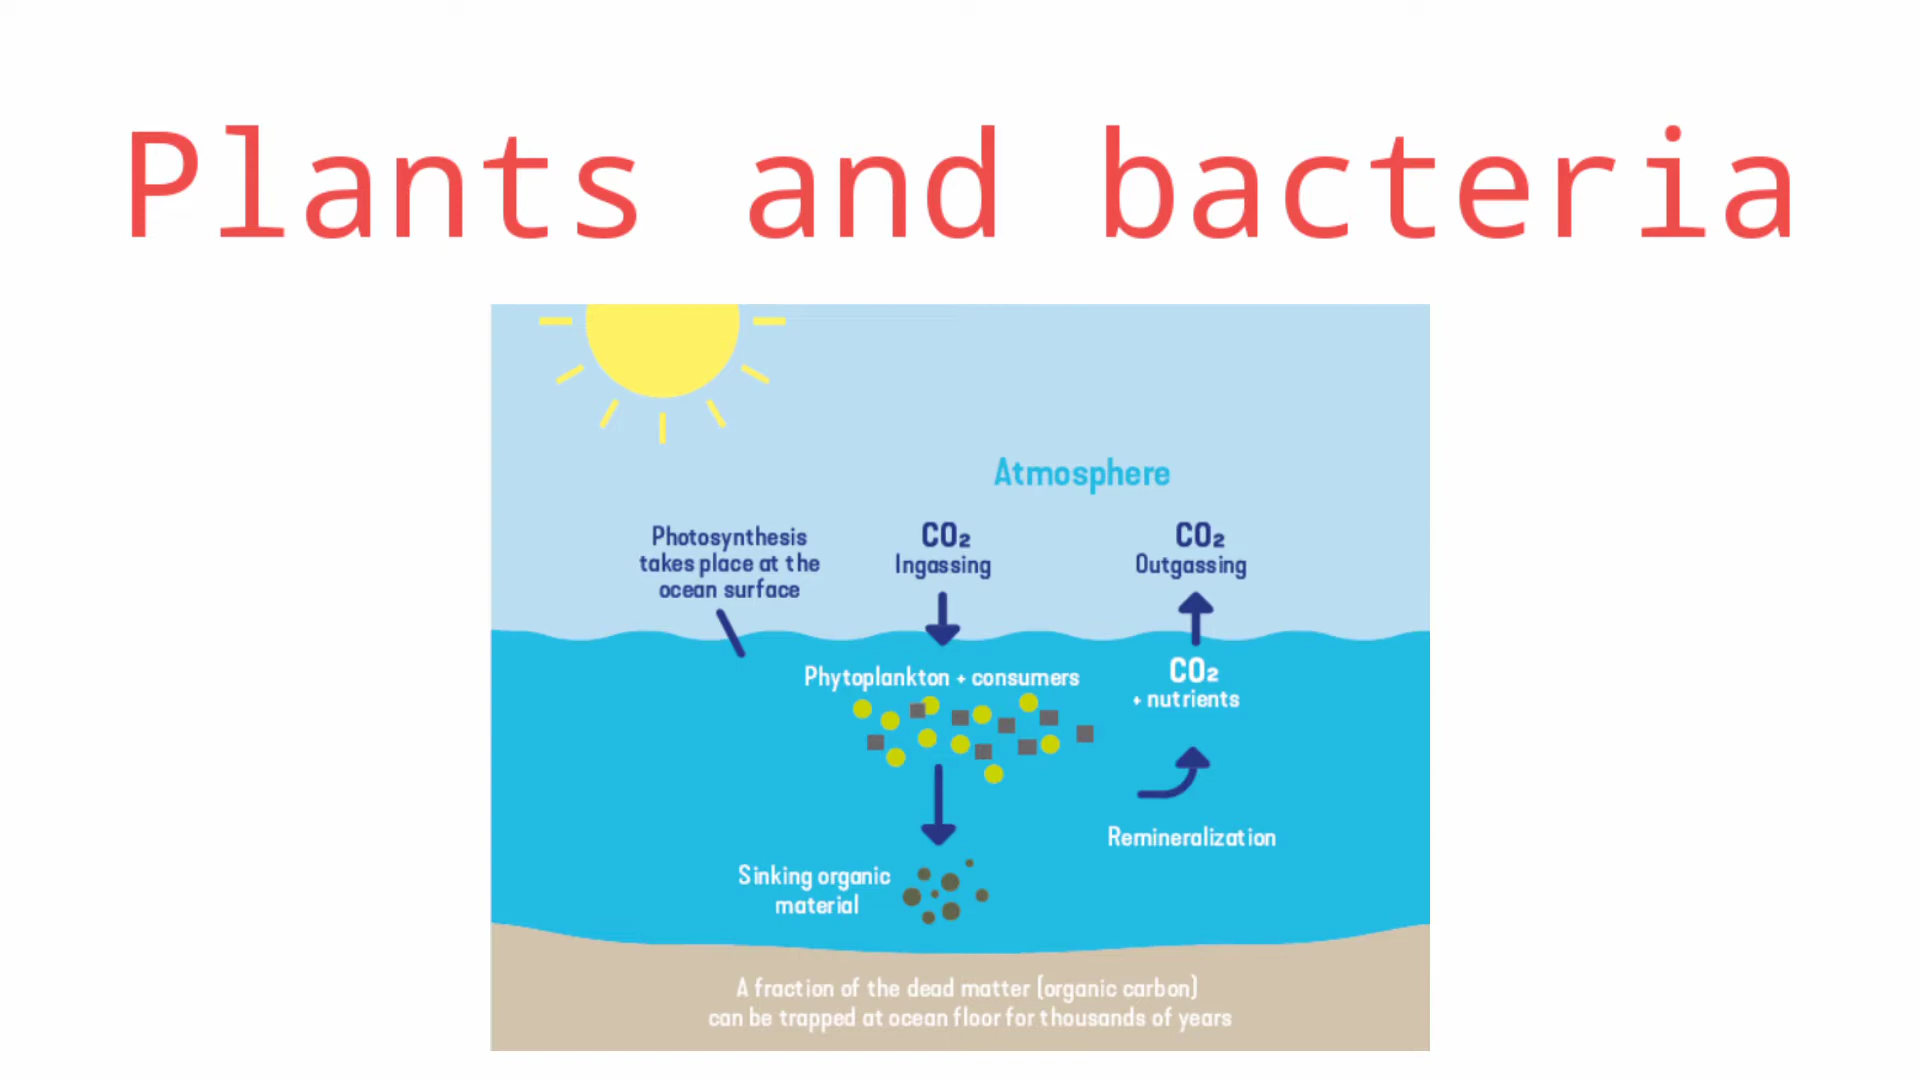 Plants and bacteria
Atmosphere
Photosynthesis
takes place at the
ocean surface
CO₂
Ingassing
CO₂
Outgassing
Phytoplankton + consumers
CO₂
+ nutrients
Remineralization
Sinking organic
material
A fraction of the dead matter (organic carbon)
can be trapped at ocean floor for thousands of years